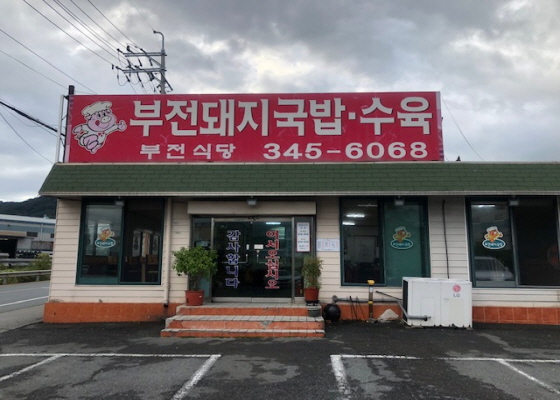 부전돼지국밥·수육
부전식당 345-6068
감사합니다
어서오십시오
LG